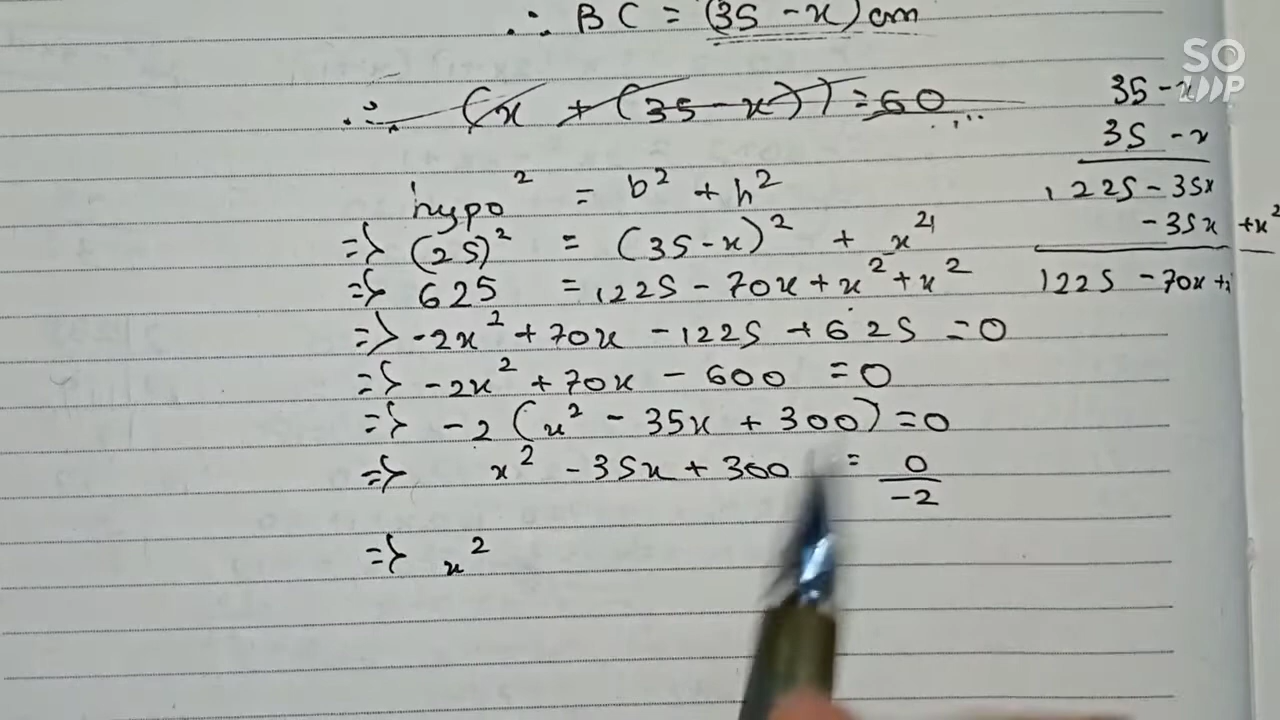 ∴ BC = (35 - x) cm
SO
LP
∴ (x + (35 - x)) = 60
35 - x
35 - x
1225 - 35x
- 35x + x²
1225 - 70x +
hypo² = b² + h²
=> (25)² = (35 - x)² + x²
=> 625 = 1225 - 70x + x² + x²
=> -2x² + 70x - 1225 + 625 = 0
=> -2x² + 70x - 600 = 0
=> -2 (x² - 35x + 300) = 0
=> x² - 35x + 300 = 0/-2
=> x²